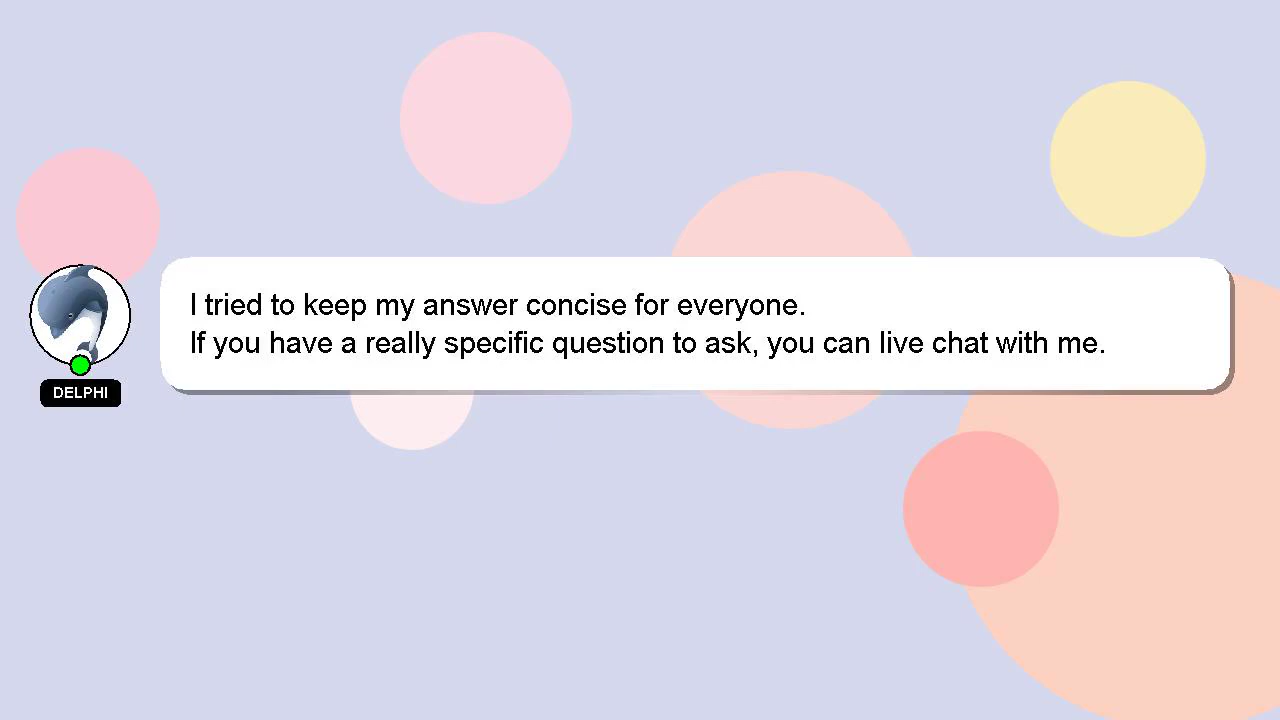 I tried to keep my answer concise for everyone.
If you have a really specific question to ask, you can live chat with me.
DELPHI